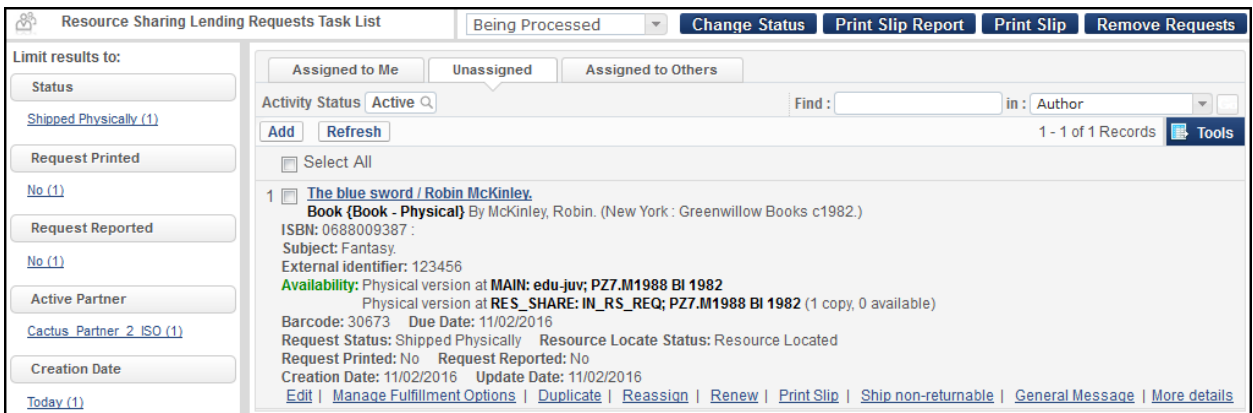 Resource Sharing Lending Requests Task List
Being Processed
Change Status
Print Slip Report
Print Slip
Remove Requests
Limit results to:
Status
Shipped Physically (1)
Request Printed
No (1)
Request Reported
No (1)
Active Partner
Cactus_Partner_2_ISO (1)
Creation Date
Today (1)
Assigned to Me
Unassigned
Assigned to Others
Activity Status Active
Find :
in : Author
Add
Refresh
1 - 1 of 1 Records
Tools
Select All
1 The blue sword / Robin McKinley.
Book {Book - Physical} By McKinley, Robin. (New York : Greenwillow Books c1982.)
ISBN: 0688009387 :
Subject: Fantasy.
External identifier: 123456
Availability: Physical version at MAIN: edu-juv; PZ7.M1988 Bl 1982
Physical version at RES_SHARE: IN_RS_REQ; PZ7.M1988 Bl 1982 (1 copy, 0 available)
Barcode: 30673 Due Date: 11/02/2016
Request Status: Shipped Physically Resource Locate Status: Resource Located
Request Printed: No Request Reported: No
Creation Date: 11/02/2016 Update Date: 11/02/2016
Edit | Manage Fulfillment Options | Duplicate | Reassign | Renew | Print Slip | Ship non-returnable | General Message | More details